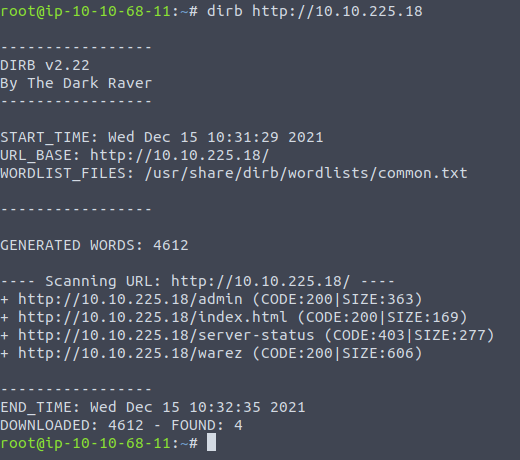 root@ip-10-10-68-11:~# dirb http://10.10.225.18
-----------------
DIRB v2.22
By The Dark Raver
-----------------
START_TIME: Wed Dec 15 10:31:29 2021
URL_BASE: http://10.10.225.18/
WORDLIST_FILES: /usr/share/dirb/wordlists/common.txt
-----------------
GENERATED WORDS: 4612
---- Scanning URL: http://10.10.225.18/ ----
+ http://10.10.225.18/admin (CODE:200|SIZE:363)
+ http://10.10.225.18/index.html (CODE:200|SIZE:169)
+ http://10.10.225.18/server-status (CODE:403|SIZE:277)
+ http://10.10.225.18/warez (CODE:200|SIZE:606)
-----------------
END_TIME: Wed Dec 15 10:32:35 2021
DOWNLOADED: 4612 - FOUND: 4
root@ip-10-10-68-11:~#